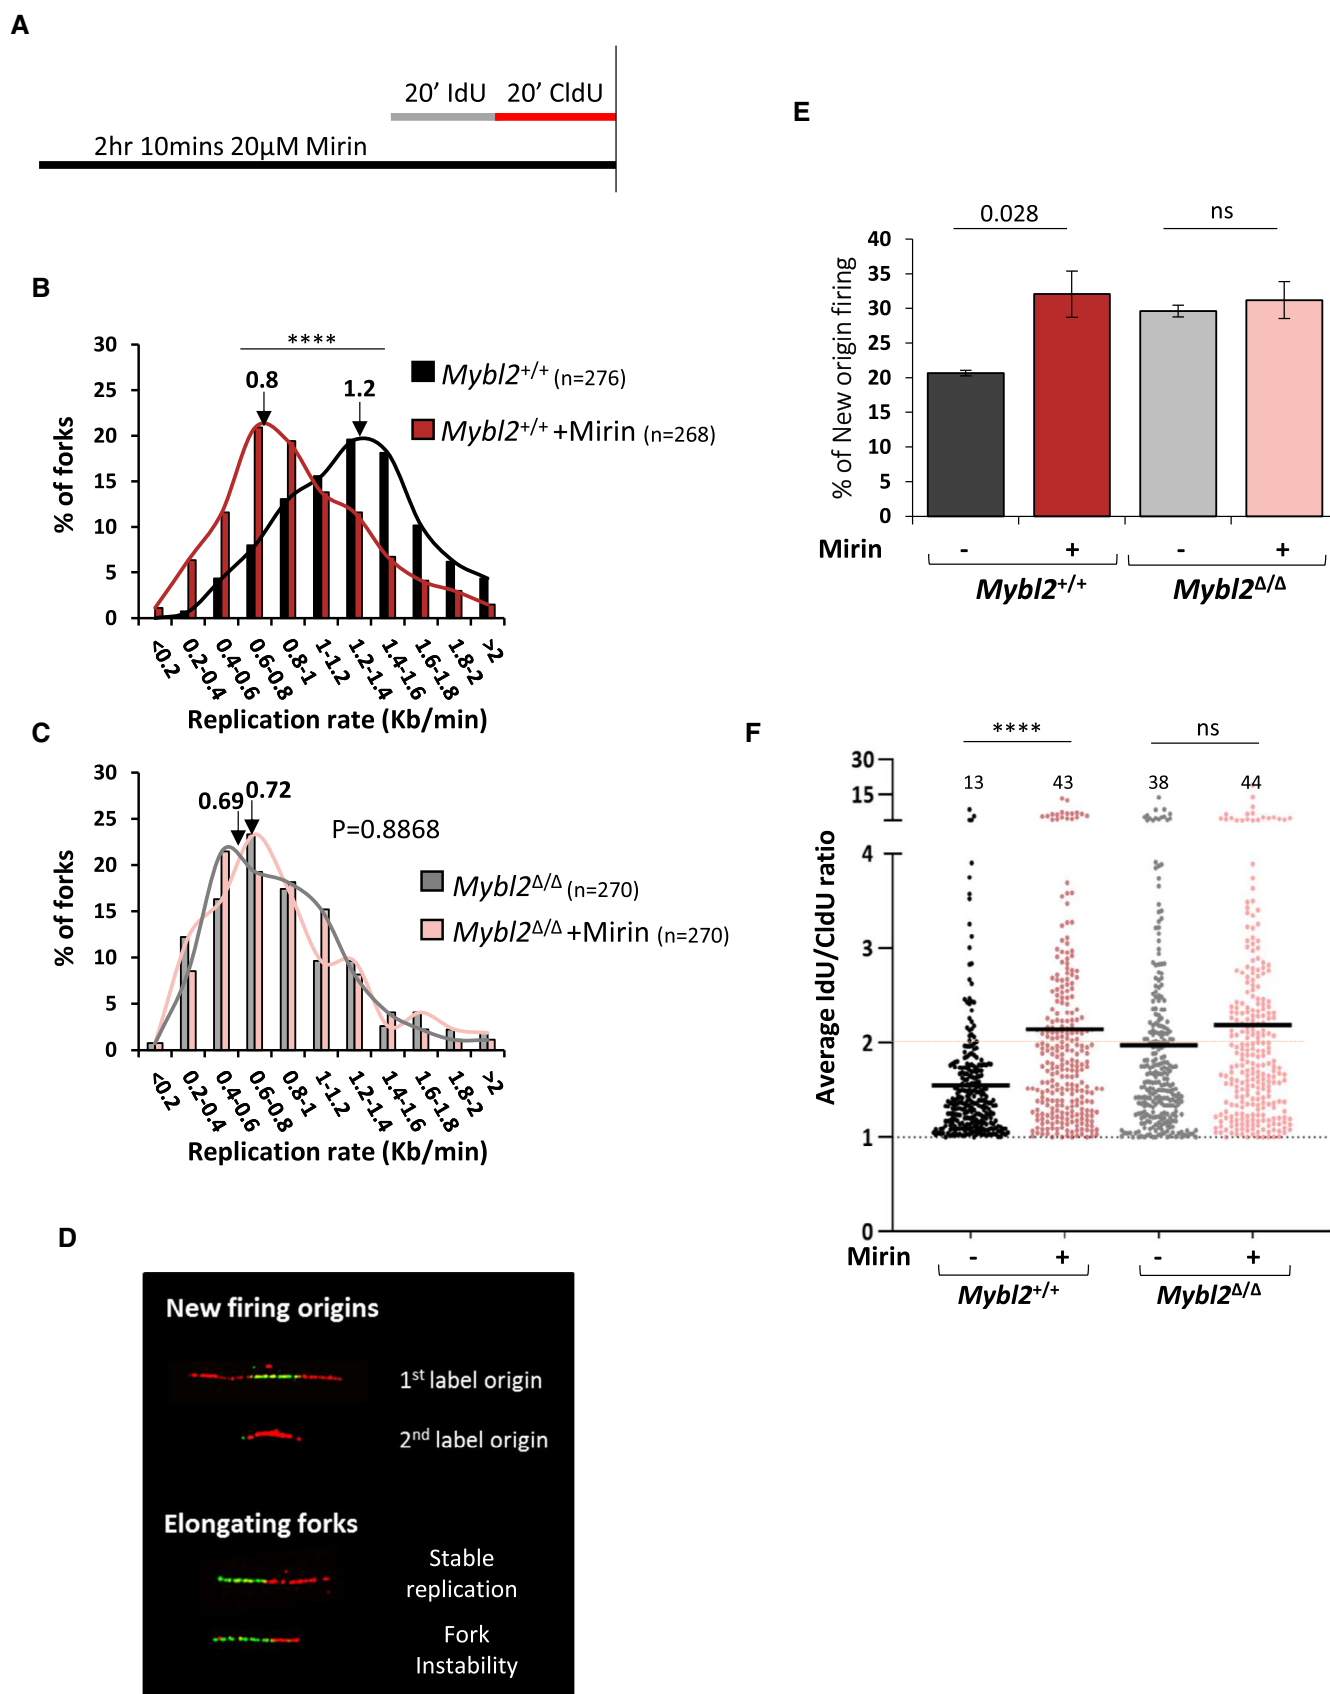 A
20’ IdU 20’ CldU
2hr 10mins 20µM Mirin
B
30
25
20
15
10
5
0
% of forks
****
0.8
1.2
Mybl2+/+ (n=276)
Mybl2+/+ +Mirin (n=268)
<0.2
0.2-0.4
0.4-0.6
0.6-0.8
0.8-1
1-1.2
1.2-1.4
1.4-1.6
1.6-1.8
1.8-2
>2
Replication rate (Kb/min)
C
30
25
20
15
10
5
0
% of forks
0.69
0.72
P=0.8868
Mybl2Δ/Δ (n=270)
Mybl2Δ/Δ +Mirin (n=270)
<0.2
0.2-0.4
0.4-0.6
0.6-0.8
0.8-1
1-1.2
1.2-1.4
1.4-1.6
1.6-1.8
1.8-2
>2
Replication rate (Kb/min)
D
New firing origins
1st label origin
2nd label origin
Elongating forks
Stable
replication
Fork
Instability
E
0.028
ns
40
35
30
25
20
15
10
5
0
% of New origin firing
Mirin - + - +
Mybl2+/+ Mybl2Δ/Δ
F
****
ns
30
15
4
3
2
1
0
13 43 38 44
Average IdU/CldU ratio
Mirin - + - +
Mybl2+/+ Mybl2Δ/Δ